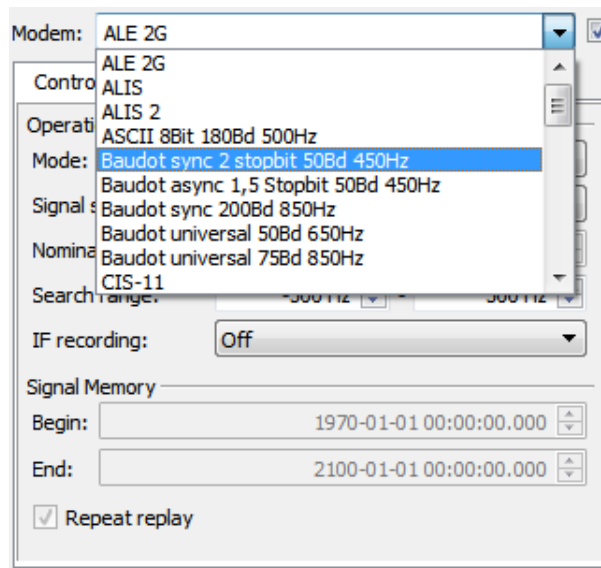 Modem: ALE 2G
ALE 2G
ALIS
ALIS 2
ASCII 8Bit 180Bd 500Hz
Baudot sync 2 stopbit 50Bd 450Hz
Baudot async 1,5 Stopbit 50Bd 450Hz
Baudot sync 200Bd 850Hz
Baudot universal 50Bd 650Hz
Baudot universal 75Bd 850Hz
CIS-11
Contro
Operati
Mode:
Signal s
Nomina
Search range:
IF recording: Off
Signal Memory
Begin: 1970-01-01 00:00:00.000
End: 2100-01-01 00:00:00.000
Repeat replay